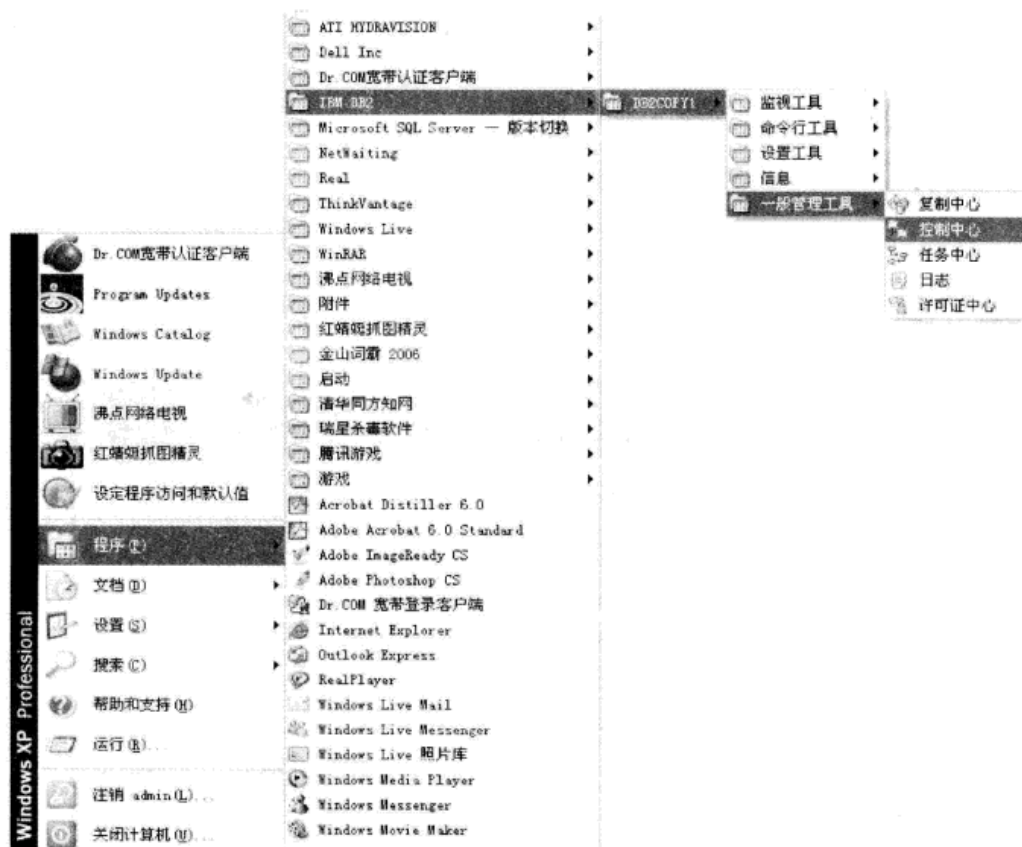 Windows XP Professional
Dr.COM宽带认证客户端
Program Updates
Windows Catalog
Windows Update
沸点网络电视
红蜻蜓抓图精灵
设定程序访问和默认值
程序(P)
文档(D)
设置(S)
搜索(C)
帮助和支持(H)
运行(R)...
注销 admin(L)...
关闭计算机(U)...
ATI HYDRAVISION
Dell Inc
Dr.COM宽带认证客户端
IBM DB2
Microsoft SQL Server — 版本切换
NetWaiting
Real
ThinkVantage
Windows Live
WinRAR
沸点网络电视
附件
红蜻蜓抓图精灵
金山词霸 2006
启动
清华同方知网
瑞星杀毒软件
腾讯游戏
游戏
Acrobat Distiller 6.0
Adobe Acrobat 6.0 Standard
Adobe ImageReady CS
Adobe Photoshop CS
Dr.COM 宽带登录客户端
Internet Explorer
Outlook Express
RealPlayer
Windows Live Mail
Windows Live Messenger
Windows Live 照片库
Windows Media Player
Windows Messenger
Windows Movie Maker
DB2COPY1
监视工具
命令行工具
设置工具
信息
一般管理工具
复制中心
控制中心
任务中心
日志
许可证中心